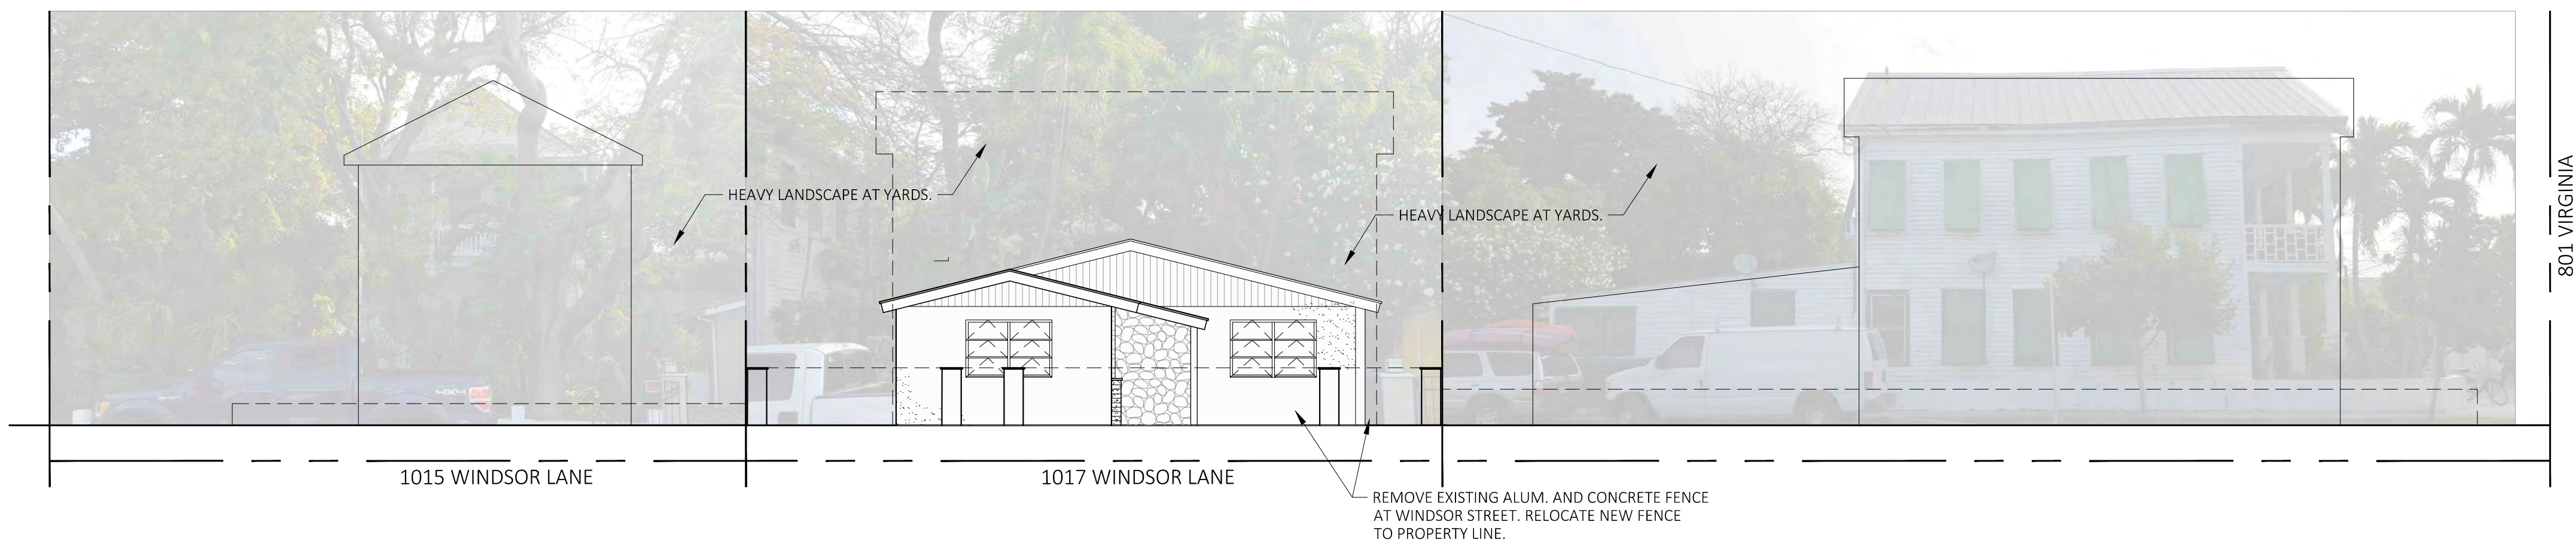 HEAVY LANDSCAPE AT YARDS.
HEAVY LANDSCAPE AT YARDS.
801 VIRGINIA
4X4
1015 WINDSOR LANE
1017 WINDSOR LANE
REMOVE EXISTING ALUM. AND CONCRETE FENCE
AT WINDSOR STREET. RELOCATE NEW FENCE
TO PROPERTY LINE.